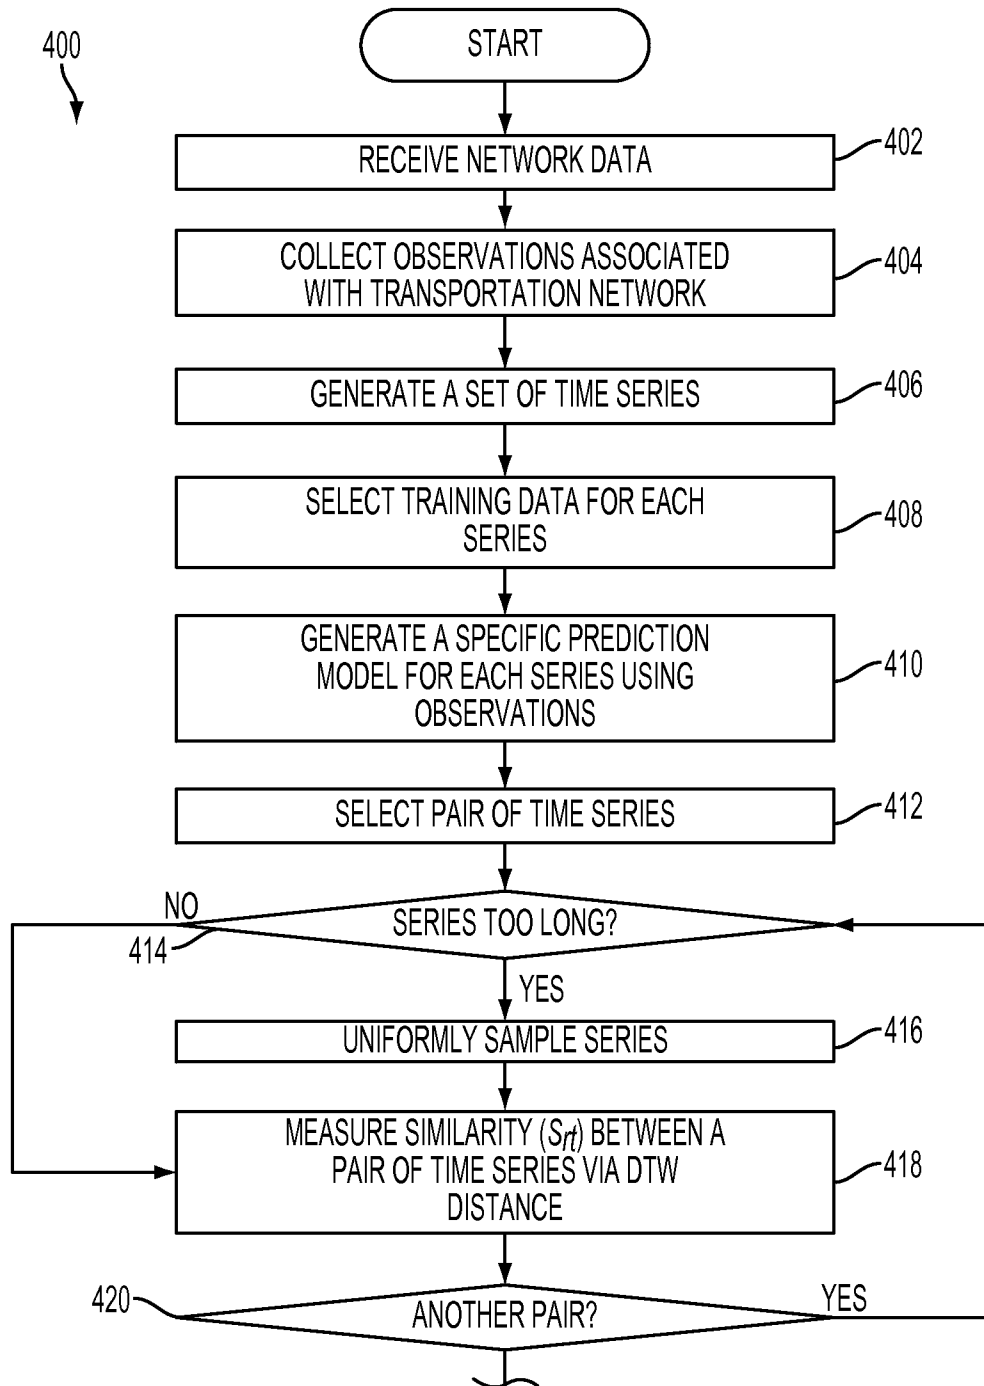 400
START
RECEIVE NETWORK DATA
402
COLLECT OBSERVATIONS ASSOCIATED
WITH TRANSPORTATION NETWORK
404
GENERATE A SET OF TIME SERIES
406
SELECT TRAINING DATA FOR EACH
SERIES
408
GENERATE A SPECIFIC PREDICTION
MODEL FOR EACH SERIES USING
OBSERVATIONS
410
SELECT PAIR OF TIME SERIES
412
NO
SERIES TOO LONG?
414
YES
UNIFORMLY SAMPLE SERIES
416
MEASURE SIMILARITY (Srt) BETWEEN A
PAIR OF TIME SERIES VIA DTW
DISTANCE
418
420
ANOTHER PAIR?
YES